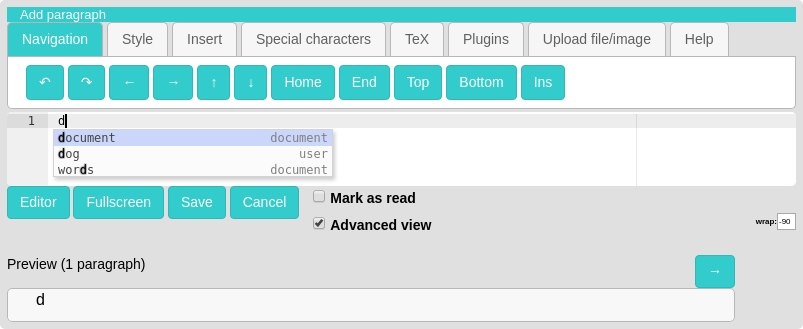 Add paragraph
Navigation Style Insert Special characters TeX Plugins Upload file/image Help
↶ ↷ ← → ↑ ↓ Home End Top Bottom Ins
1 d
document document
dog user
words document
Editor Fullscreen Save Cancel Mark as read
Advanced view wrap: -90
Preview (1 paragraph) →
d